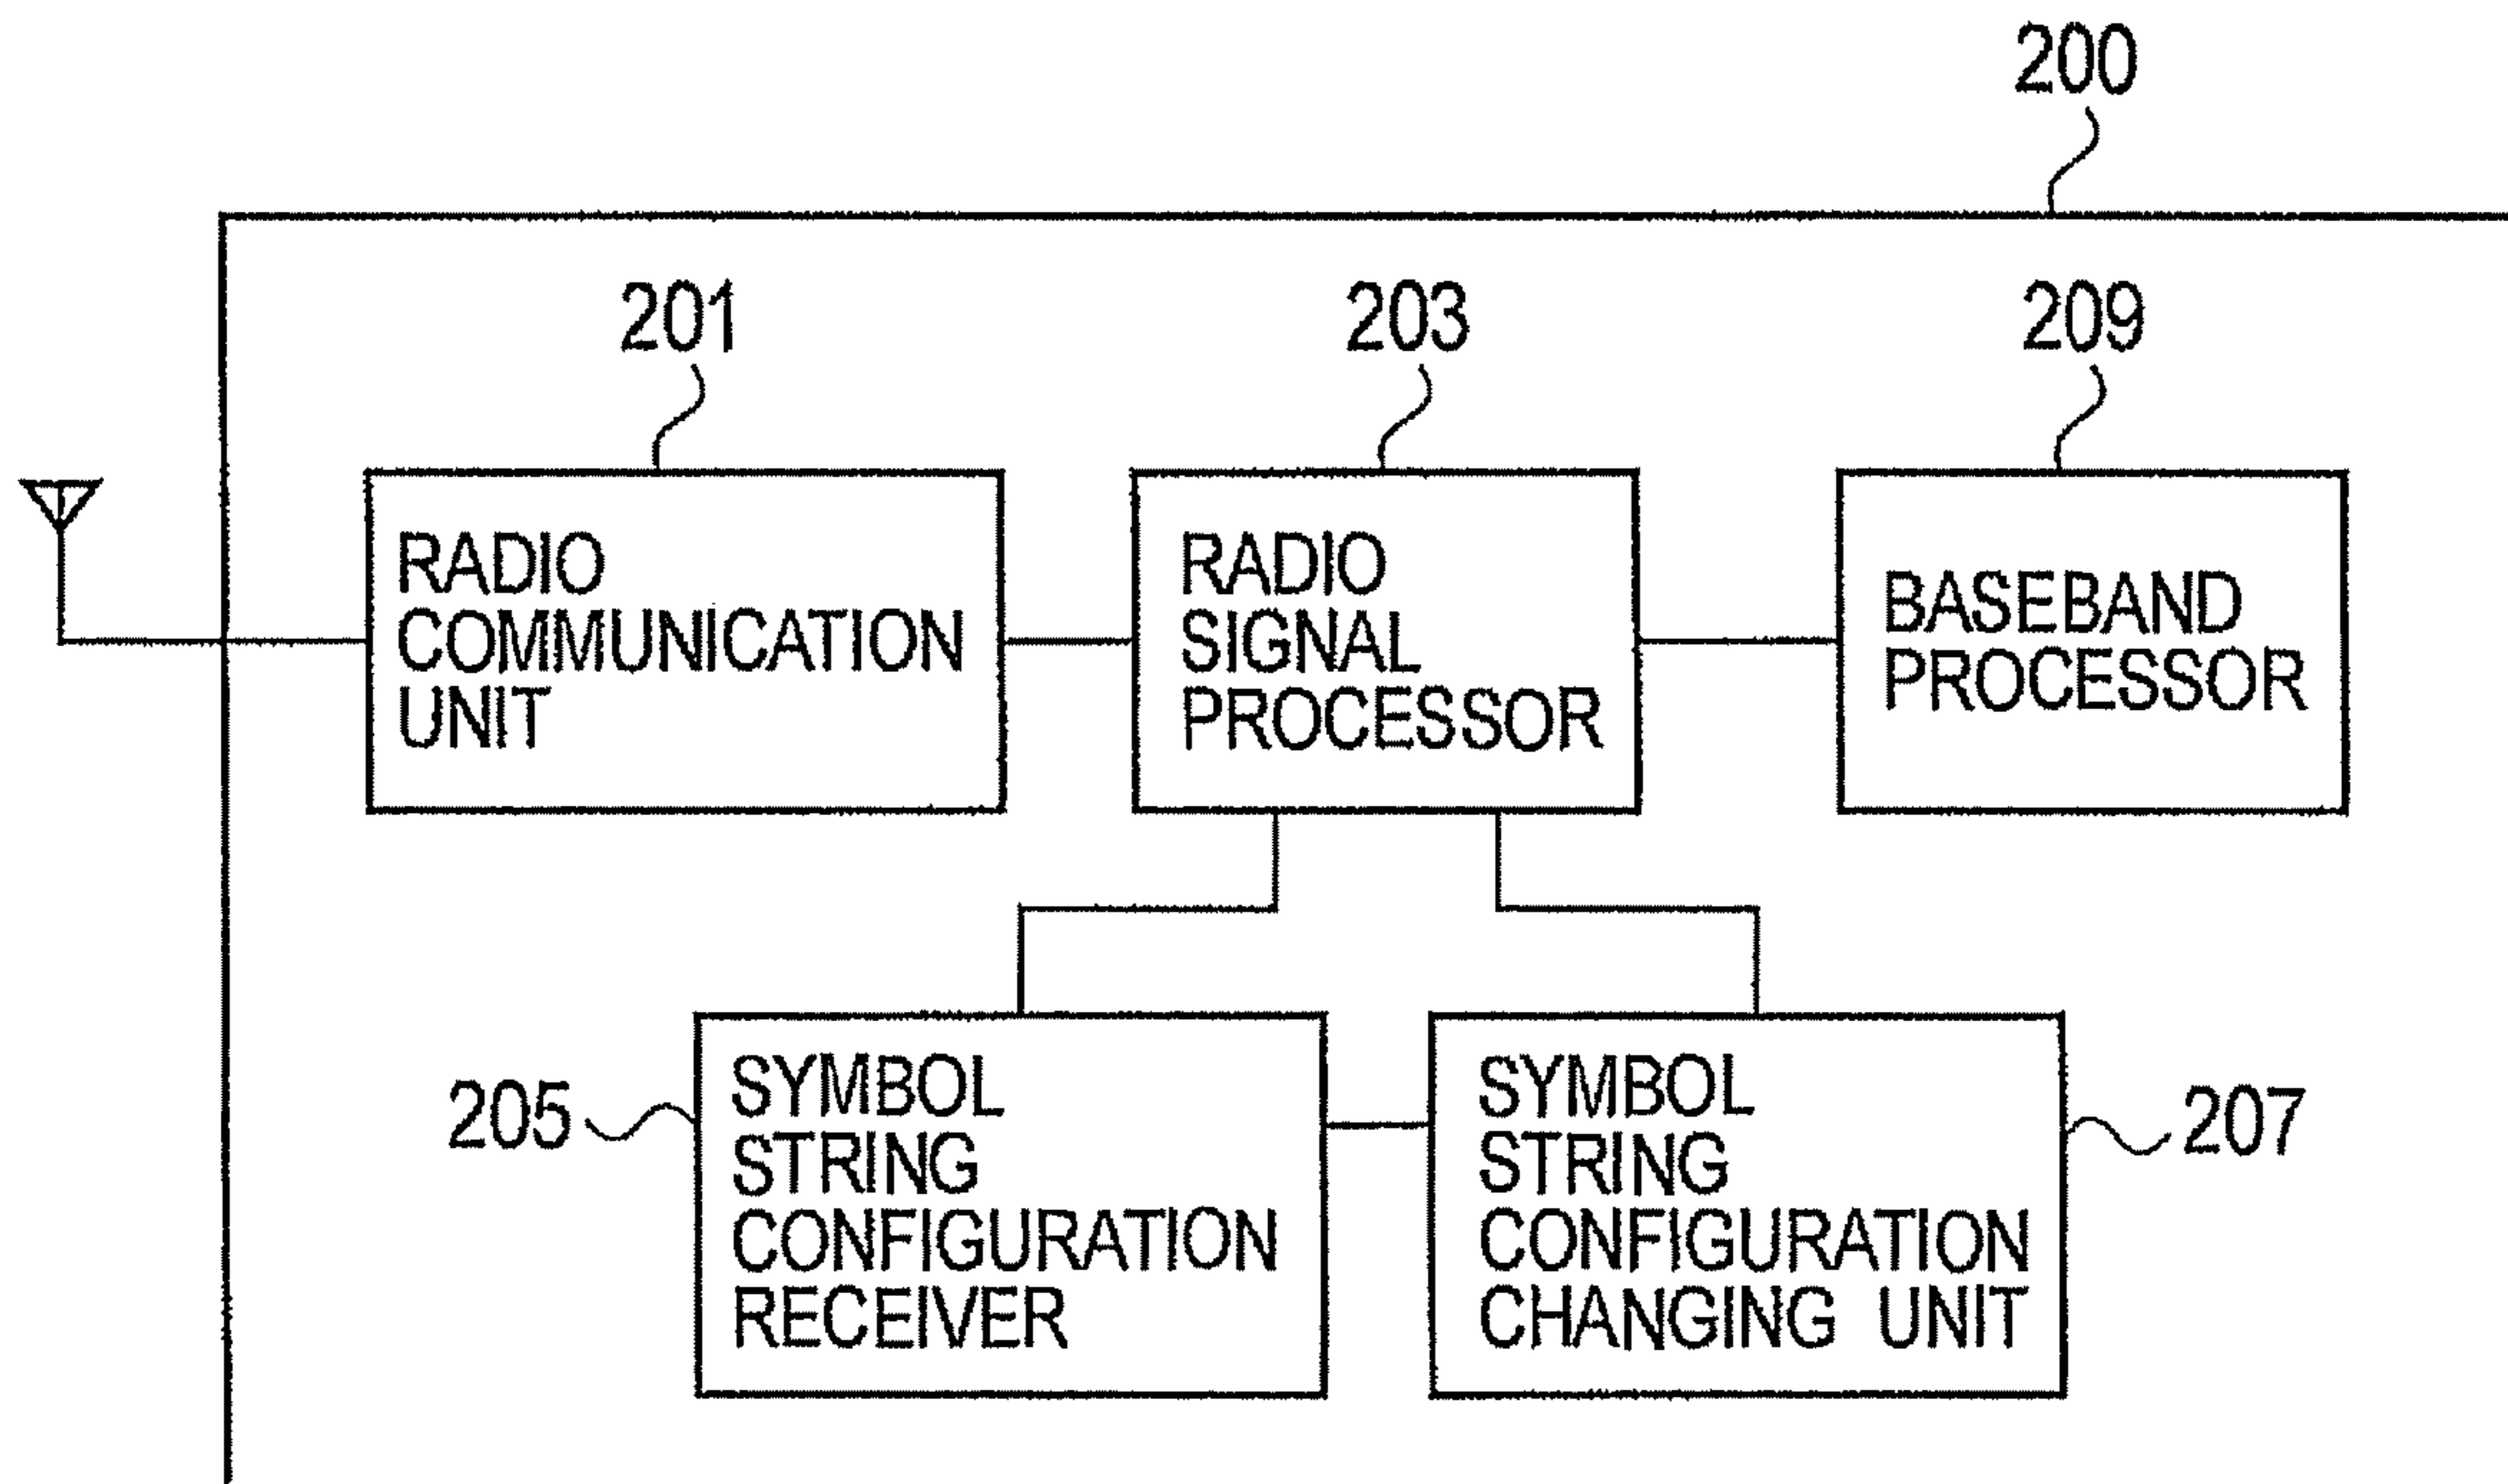 200
201
203
209
RADIO
COMMUNICATION
UNIT
RADIO
SIGNAL
PROCESSOR
BASEBAND
PROCESSOR
205
SYMBOL
STRING
CONFIGURATION
RECEIVER
SYMBOL
STRING
CONFIGURATION
CHANGING UNIT
207